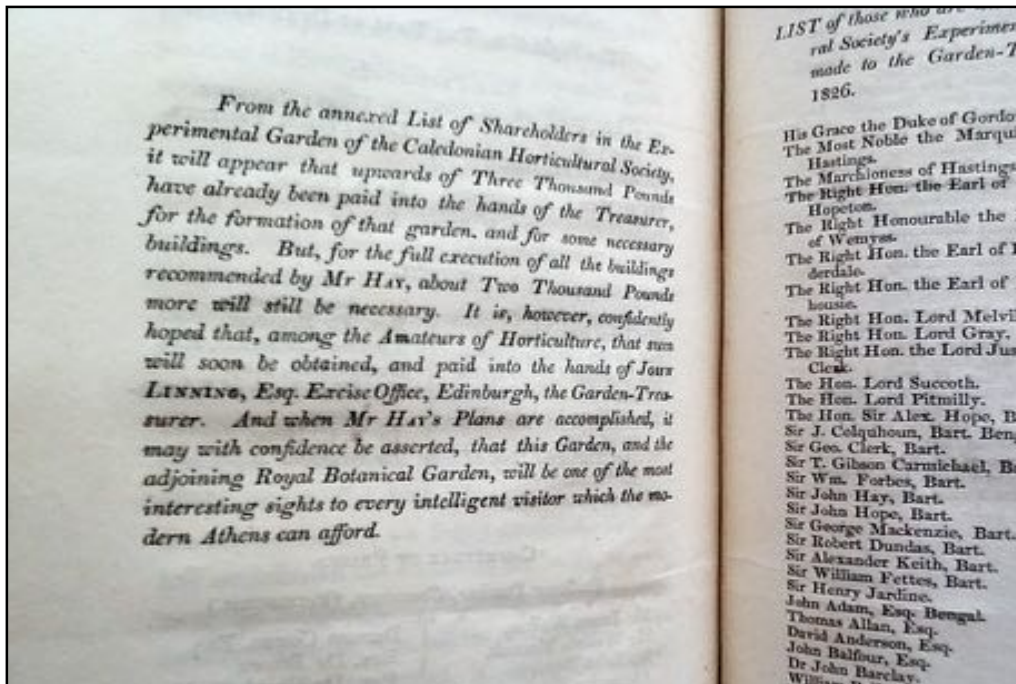 From the annexed List of Shareholders in the Ex-
perimental Garden of the Caledonian Horticultural Society,
it will appear that upwards of Three Thousand Pounds
have already been paid into the hands of the Treasurer,
for the formation of that garden, and for some necessary
buildings. But, for the full execution of all the buildings
recommended by Mr HAY, about Two Thousand Pounds
more will still be necessary. It is, however, confidently
hoped that, among the Amateurs of Horticulture, that sum
will soon be obtained, and paid into the hands of JOHN
LINNING, Esq. Excise Office, Edinburgh, the Garden-Trea-
surer. And when Mr HAY's Plans are accomplished, it
may with confidence be asserted, that this Garden, and the
adjoining Royal Botanical Garden, will be one of the most
interesting sights to every intelligent visitor which the mo-
dern Athens can afford.
LIST of those who are
ral Society's Experime
made to the Garden-T
1826.
His Grace the Duke of Gordo
The Most Noble the Marqui
Hastings.
The Marchioness of Hastings
The Right Hon. the Earl of
Hopeton.
The Right Honourable the
of Wemyss.
The Right Hon. the Earl of
derdale.
The Right Hon. the Earl of
housie.
The Right Hon. Lord Melvil
The Right Hon. Lord Gray.
The Right Hon. the Lord Jus
Clerk.
The Hon. Lord Succoth.
The Hon. Lord Pitmilly.
The Hon. Sir Alex. Hope, B
Sir J. Colquhoun, Bart. Beng
Sir Geo. Clerk, Bart.
Sir T. Gibson Carmichael, B
Sir Wm. Forbes, Bart.
Sir John Hay, Bart.
Sir John Hope, Bart.
Sir George Mackenzie, Bart.
Sir Robert Dundas, Bart.
Sir Alexander Keith, Bart.
Sir William Fettes, Bart.
Sir Henry Jardine.
John Adam, Esq. Bengal.
Thomas Allan, Esq.
David Anderson, Esq.
John Balfour, Esq.
Dr John Barclay.
William